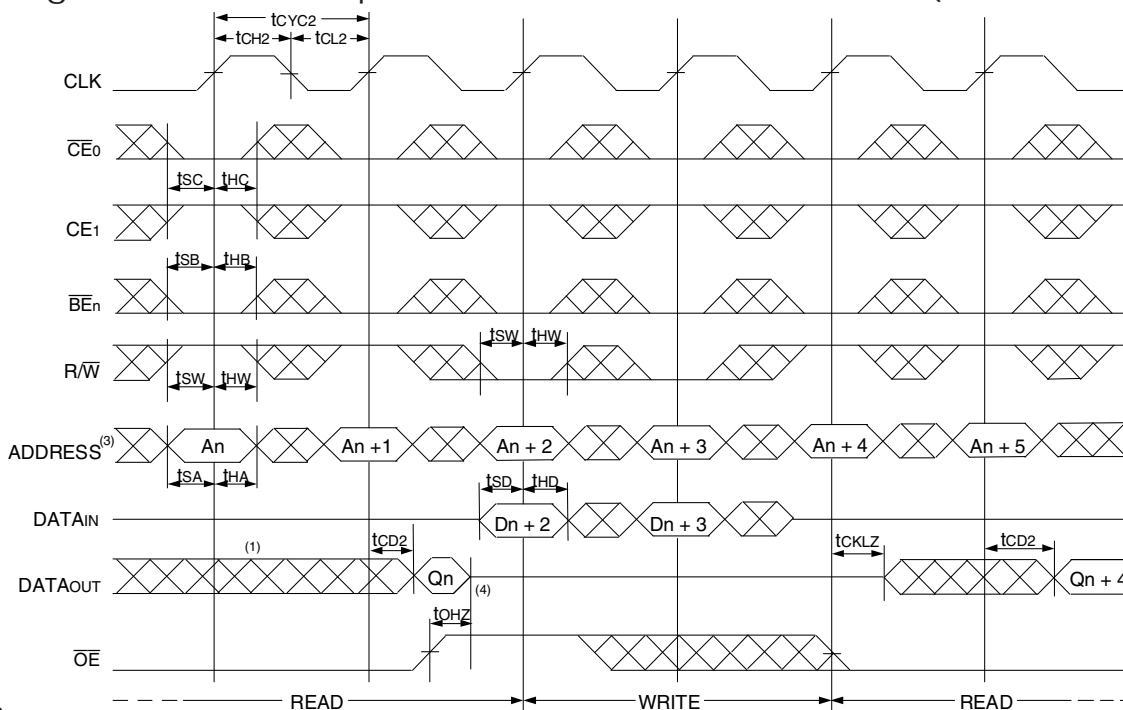 tCYC2
tCH2 tCL2
CLK
CE0
tSC tHC
CE1
tSB tHB
BEn
tSW tHW
R/W
tSW tHW
ADDRESS(3) An An +1 An + 2 An + 3 An + 4 An + 5
tSA tHA
tSD tHD
DATAIN Dn + 2 Dn + 3
(1) tCD2 tCKLZ tCD2
DATAOUT Qn (4) Qn + 4
tOHZ
OE
READ WRITE READ